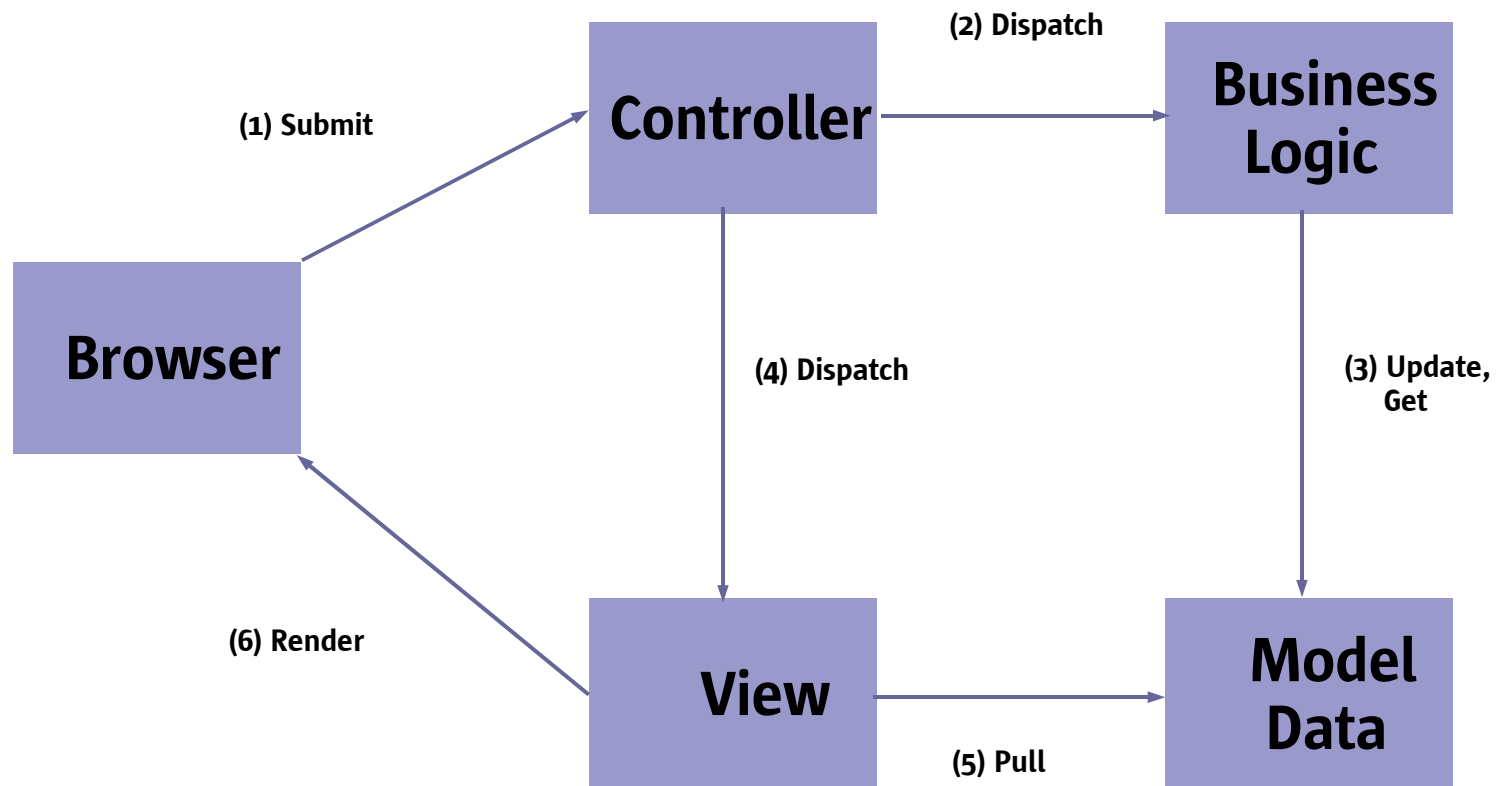 (2) Dispatch
(1) Submit
Controller
Business
Logic
Browser
(4) Dispatch
(3) Update,
Get
(6) Render
View
Model
Data
(5) Pull